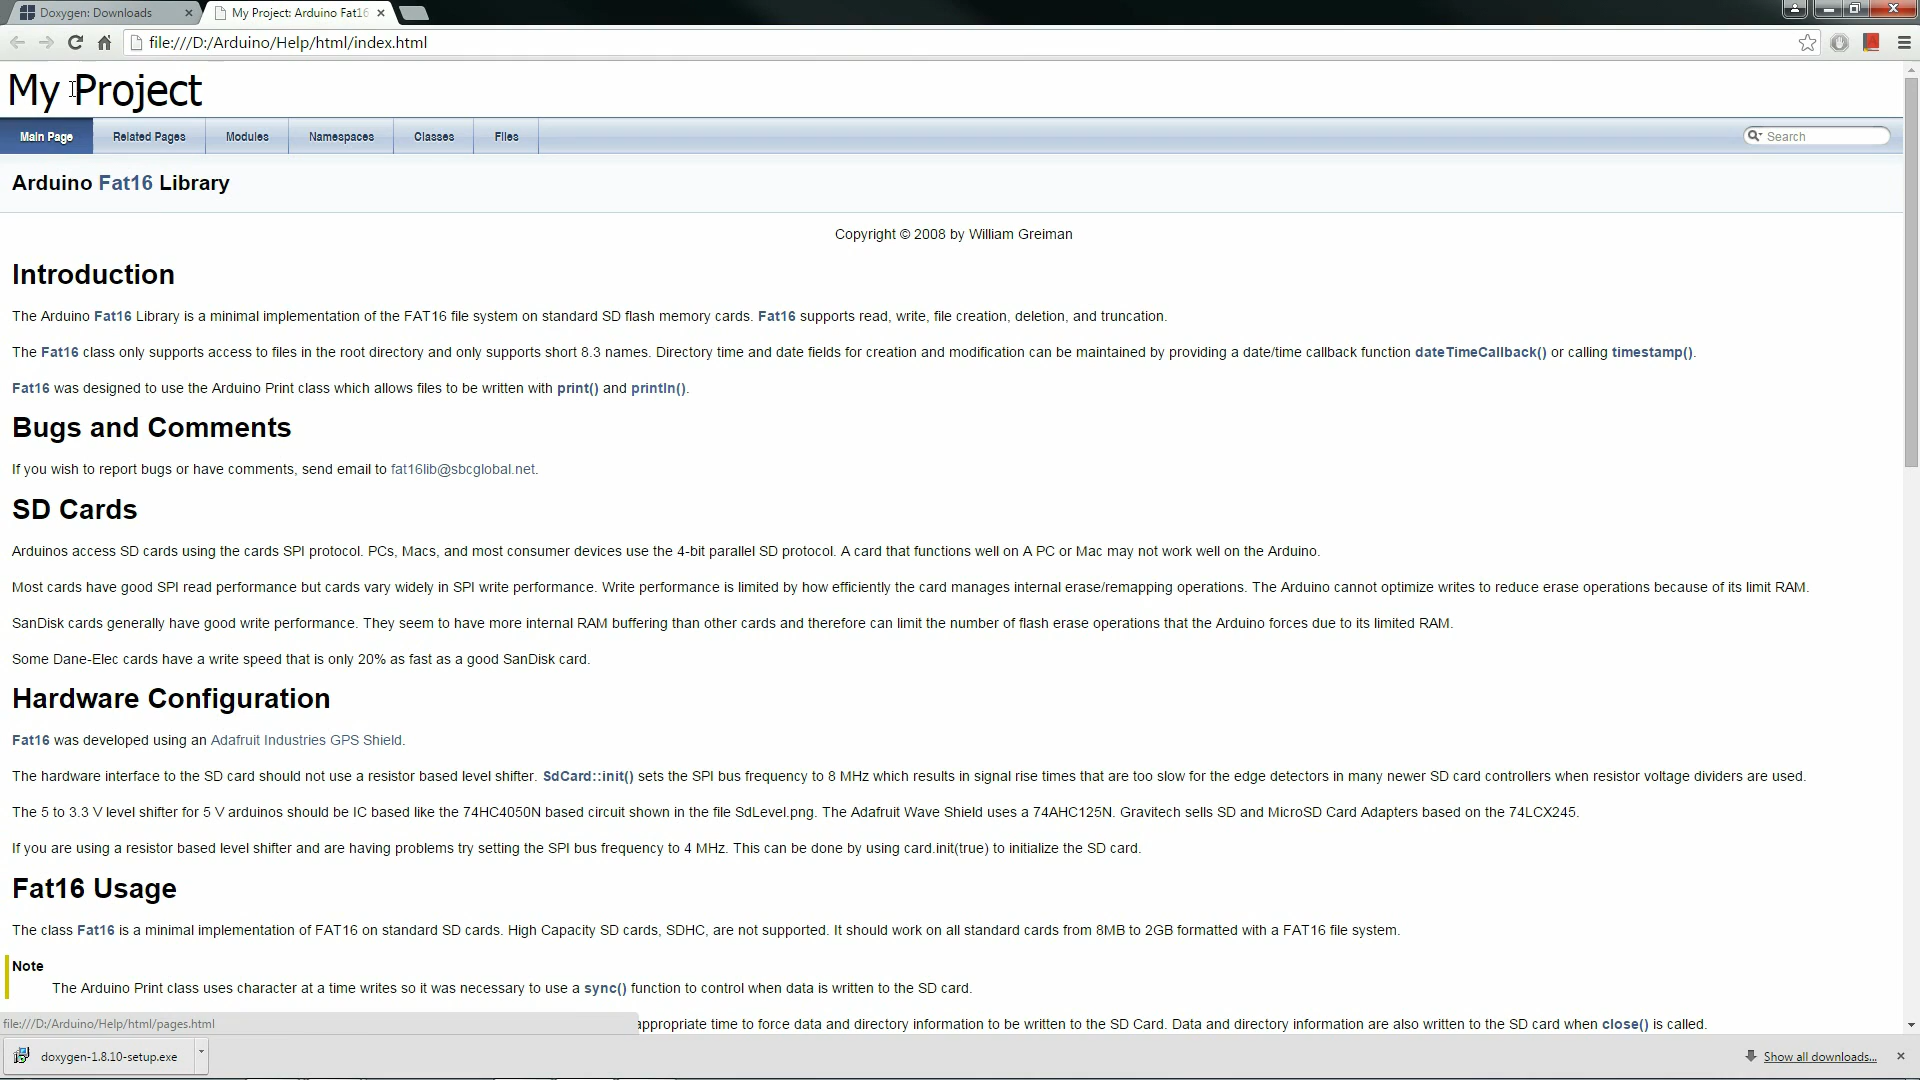 Doxygen: Downloads
My Project: Arduino Fat16
file:///D:/Arduino/Help/html/index.html
My Project
Main Page Related Pages Modules Namespaces Classes Files Search
Arduino Fat16 Library
Copyright © 2008 by William Greiman
Introduction
The Arduino Fat16 Library is a minimal implementation of the FAT16 file system on standard SD flash memory cards. Fat16 supports read, write, file creation, deletion, and truncation.
The Fat16 class only supports access to files in the root directory and only supports short 8.3 names. Directory time and date fields for creation and modification can be maintained by providing a date/time callback function dateTimeCallback() or calling timestamp().
Fat16 was designed to use the Arduino Print class which allows files to be written with print() and println().
Bugs and Comments
If you wish to report bugs or have comments, send email to fat16lib@sbcglobal.net.
SD Cards
Arduinos access SD cards using the cards SPI protocol. PCs, Macs, and most consumer devices use the 4-bit parallel SD protocol. A card that functions well on A PC or Mac may not work well on the Arduino.
Most cards have good SPI read performance but cards vary widely in SPI write performance. Write performance is limited by how efficiently the card manages internal erase/remapping operations. The Arduino cannot optimize writes to reduce erase operations because of its limit RAM.
SanDisk cards generally have good write performance. They seem to have more internal RAM buffering than other cards and therefore can limit the number of flash erase operations that the Arduino forces due to its limited RAM.
Some Dane-Elec cards have a write speed that is only 20% as fast as a good SanDisk card.
Hardware Configuration
Fat16 was developed using an Adafruit Industries GPS Shield.
The hardware interface to the SD card should not use a resistor based level shifter. SdCard::init() sets the SPI bus frequency to 8 MHz which results in signal rise times that are too slow for the edge detectors in many newer SD card controllers when resistor voltage dividers are used.
The 5 to 3.3 V level shifter for 5 V arduinos should be IC based like the 74HC4050N based circuit shown in the file SdLevel.png. The Adafruit Wave Shield uses a 74AHC125N. Gravitech sells SD and MicroSD Card Adapters based on the 74LCX245.
If you are using a resistor based level shifter and are having problems try setting the SPI bus frequency to 4 MHz. This can be done by using card.init(true) to initialize the SD card.
Fat16 Usage
The class Fat16 is a minimal implementation of FAT16 on standard SD cards. High Capacity SD cards, SDHC, are not supported. It should work on all standard cards from 8MB to 2GB formatted with a FAT16 file system.
Note
The Arduino Print class uses character at a time writes so it was necessary to use a sync() function to control when data is written to the SD card.
file:///D:/Arduino/Help/html/pages.html
appropriate time to force data and directory information to be written to the SD Card. Data and directory information are also written to the SD card when close() is called.
doxygen-1.8.10-setup.exe
Show all downloads...